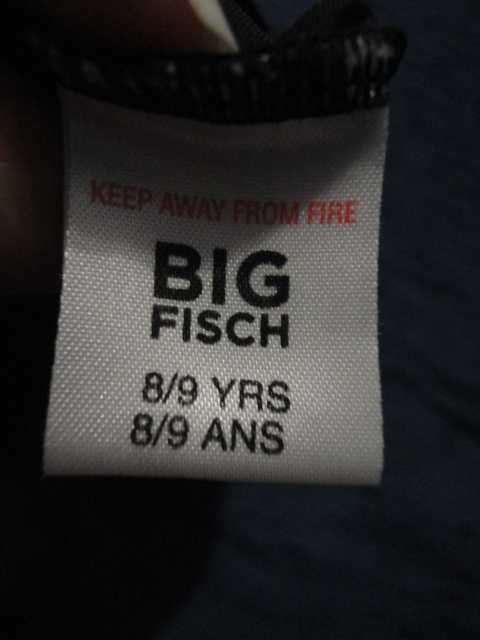 KEEP AWAY FROM FIRE
BIG
FISCH
8/9 YRS
8/9 ANS